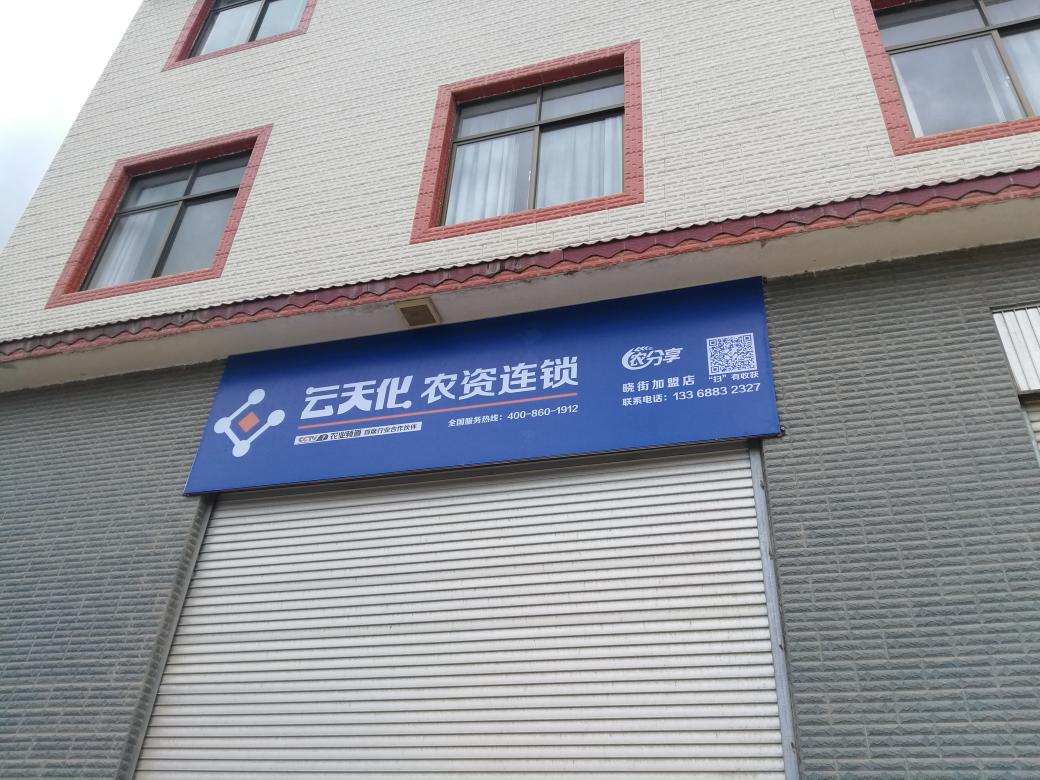 云天化 农资连锁
CCTV 7 农业频道 首席行业合作伙伴
全国服务热线：400-860-1912
农分享
晓街加盟店 “扫”有收获
联系电话：133 6883 2327